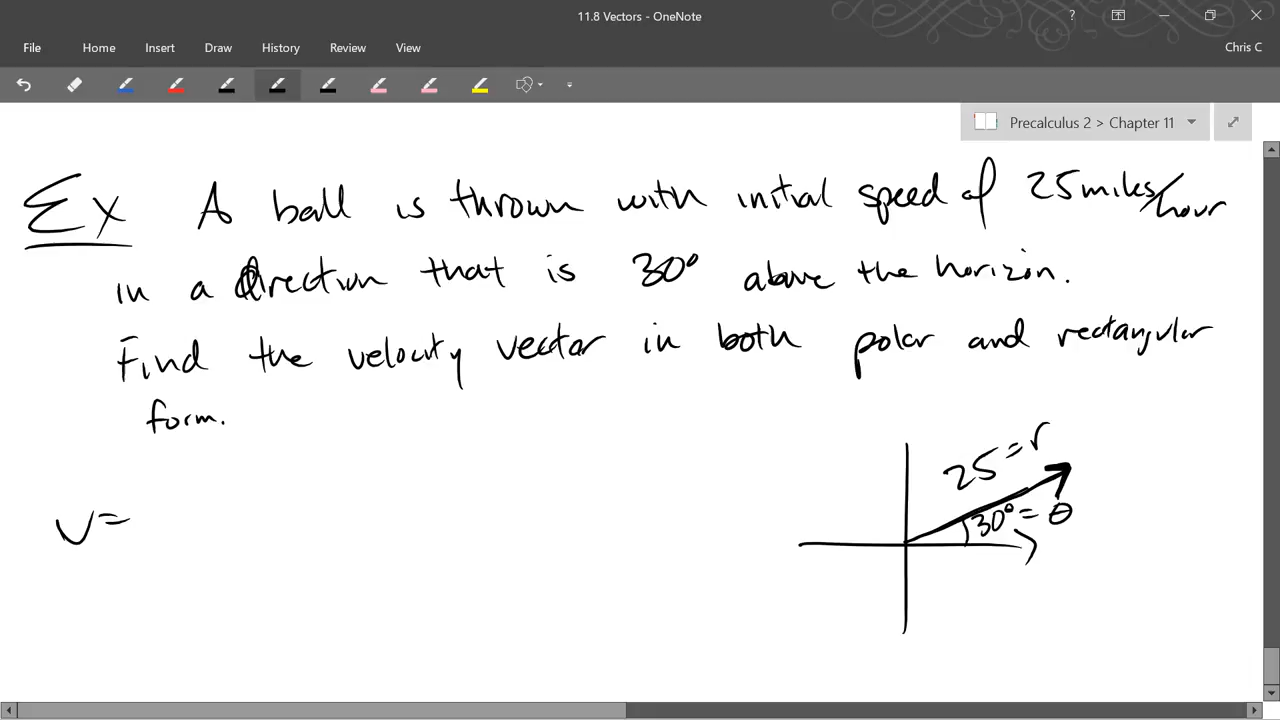 11.8 Vectors - OneNote
?
File Home Insert Draw History Review View
Chris C
Precalculus 2 > Chapter 11
Ex A ball is thrown with initial speed of 25 miles/hour
in a direction that is 30° above the horizon.
Find the velocity vector in both polar and rectangular
form.
25 = r
30° = θ
v =